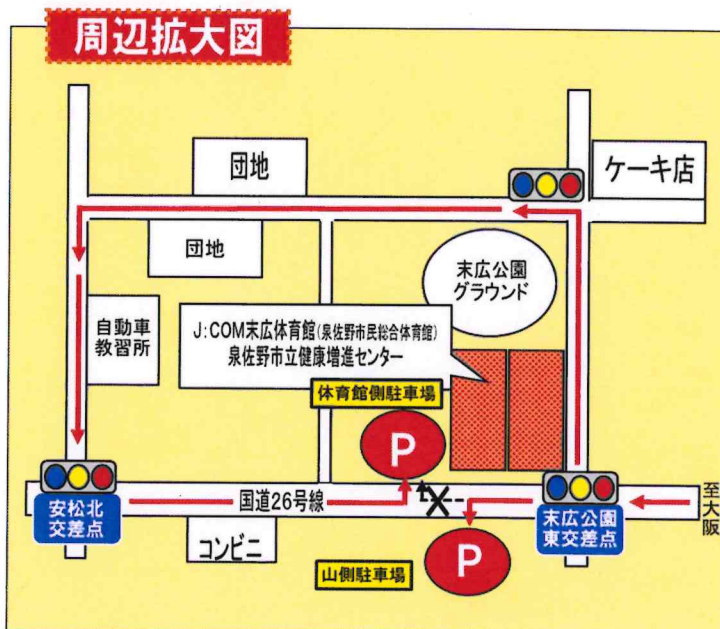 周辺拡大図
団地
ケーキ店
団地
末広公園
グラウンド
自動車
教習所
J:COM末広体育館(泉佐野市民総合体育館)
泉佐野市立健康増進センター
体育館側駐車場
P
安松北
交差点
国道26号線
末広公園
東交差点
至大阪
コンビニ
山側駐車場
P